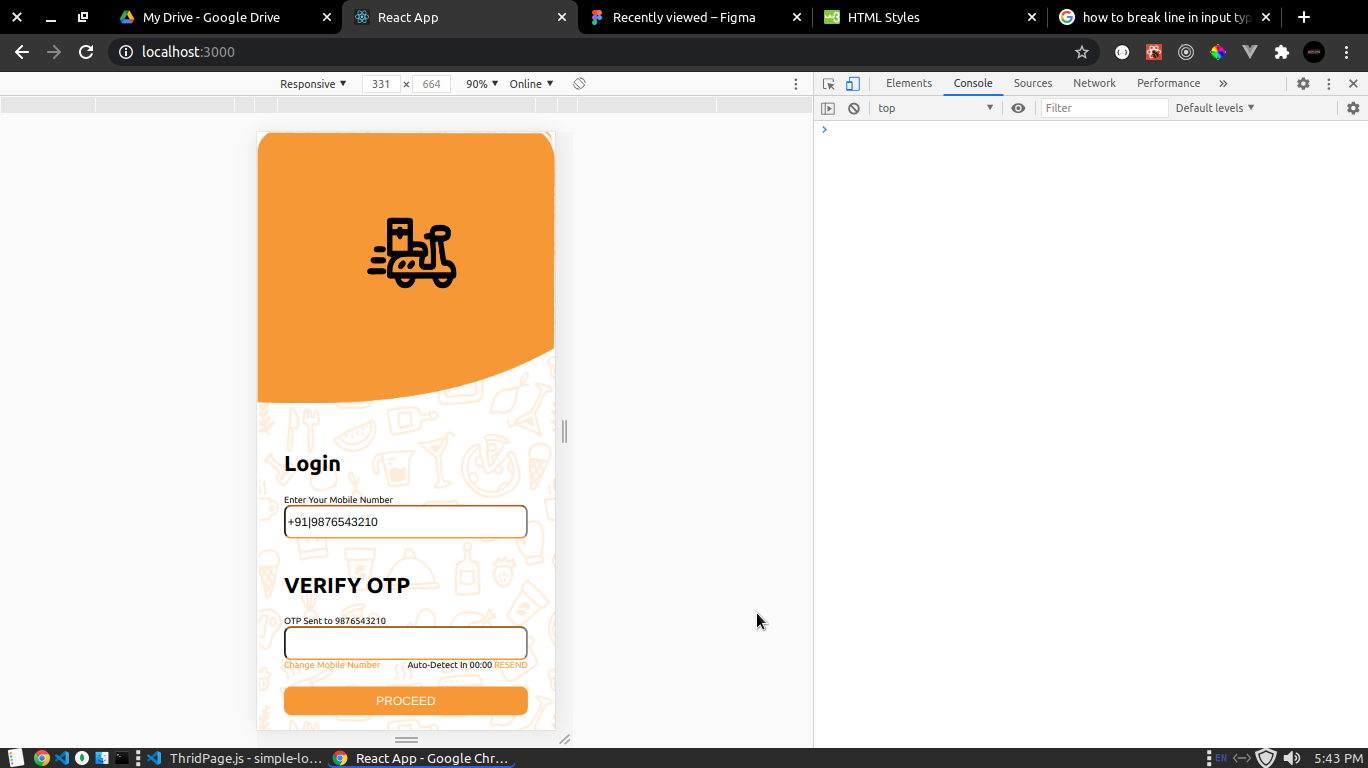 My Drive - Google Drive
React App
Recently viewed – Figma
HTML Styles
how to break line in input typ
localhost:3000
Responsive 331 × 664 90% Online
Elements Console Sources Network Performance
top Filter Default levels
Login
Enter Your Mobile Number
+91|9876543210
VERIFY OTP
OTP Sent to 9876543210
Change Mobile Number Auto-Detect In 00:00 RESEND
PROCEED
ThridPage.js - simple-lo...
React App - Google Chr...
EN
5:43 PM